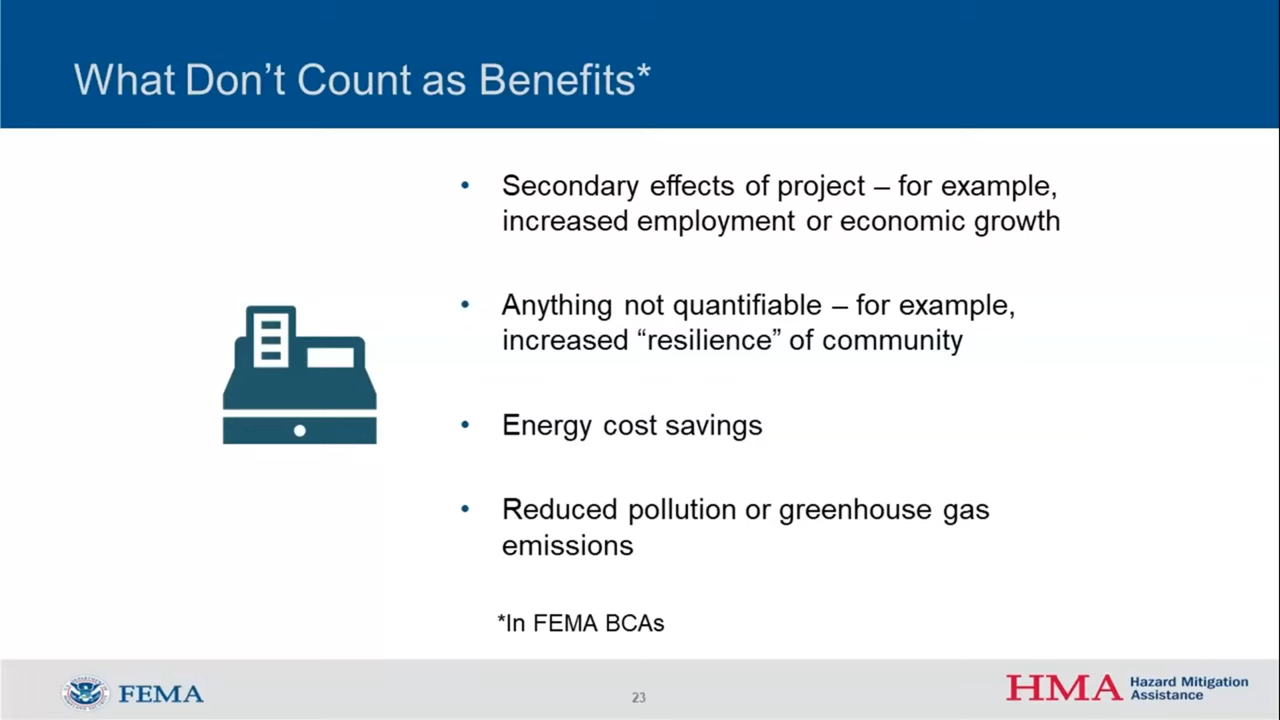 What Don't Count as Benefits*
• Secondary effects of project – for example,
increased employment or economic growth
• Anything not quantifiable – for example,
increased “resilience” of community
• Energy cost savings
• Reduced pollution or greenhouse gas
emissions
*In FEMA BCAs
FEMA
23
HMA Hazard Mitigation
Assistance